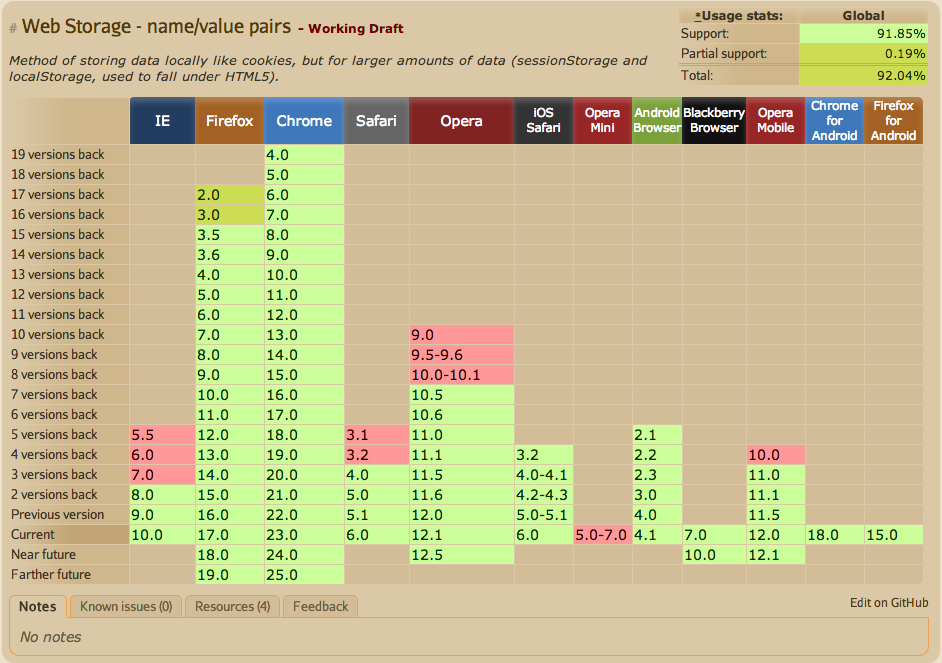 # Web Storage - name/value pairs - Working Draft
*Usage stats: Global
Support: 91.85%
Partial support: 0.19%
Total: 92.04%
Method of storing data locally like cookies, but for larger amounts of data (sessionStorage and
localStorage, used to fall under HTML5).
IE Firefox Chrome Safari Opera iOS Safari Opera Mini Android Browser Blackberry Browser Opera Mobile Chrome for Android Firefox for Android
19 versions back 4.0
18 versions back 5.0
17 versions back 2.0 6.0
16 versions back 3.0 7.0
15 versions back 3.5 8.0
14 versions back 3.6 9.0
13 versions back 4.0 10.0
12 versions back 5.0 11.0
11 versions back 6.0 12.0
10 versions back 7.0 13.0 9.0
9 versions back 8.0 14.0 9.5-9.6
8 versions back 9.0 15.0 10.0-10.1
7 versions back 10.0 16.0 10.5
6 versions back 11.0 17.0 10.6
5 versions back 5.5 12.0 18.0 3.1 11.0 2.1
4 versions back 6.0 13.0 19.0 3.2 11.1 3.2 2.2 10.0
3 versions back 7.0 14.0 20.0 4.0 11.5 4.0-4.1 2.3 11.0
2 versions back 8.0 15.0 21.0 5.0 11.6 4.2-4.3 3.0 11.1
Previous version 9.0 16.0 22.0 5.1 12.0 5.0-5.1 4.0 11.5
Current 10.0 17.0 23.0 6.0 12.1 6.0 5.0-7.0 4.1 7.0 12.0 18.0 15.0
Near future 18.0 24.0 12.5 10.0 12.1
Farther future 19.0 25.0
Notes Known issues (0) Resources (4) Feedback Edit on GitHub
No notes